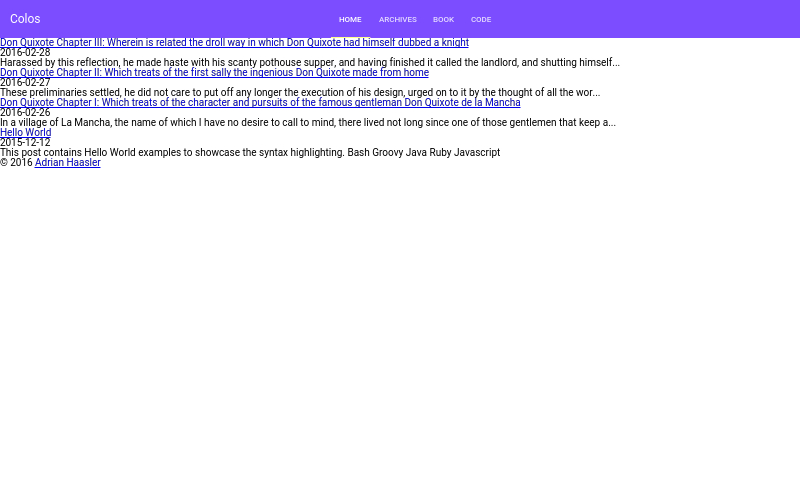 Colos
HOME ARCHIVES BOOK CODE
Don Quixote Chapter III: Wherein is related the droll way in which Don Quixote had himself dubbed a knight
2016-02-28
Harassed by this reflection, he made haste with his scanty pothouse supper, and having finished it called the landlord, and shutting himself...
Don Quixote Chapter II: Which treats of the first sally the ingenious Don Quixote made from home
2016-02-27
These preliminaries settled, he did not care to put off any longer the execution of his design, urged on to it by the thought of all the wor...
Don Quixote Chapter I: Which treats of the character and pursuits of the famous gentleman Don Quixote de la Mancha
2016-02-26
In a village of La Mancha, the name of which I have no desire to call to mind, there lived not long since one of those gentlemen that keep a...
Hello World
2015-12-12
This post contains Hello World examples to showcase the syntax highlighting. Bash Groovy Java Ruby Javascript
© 2016 Adrian Haasler